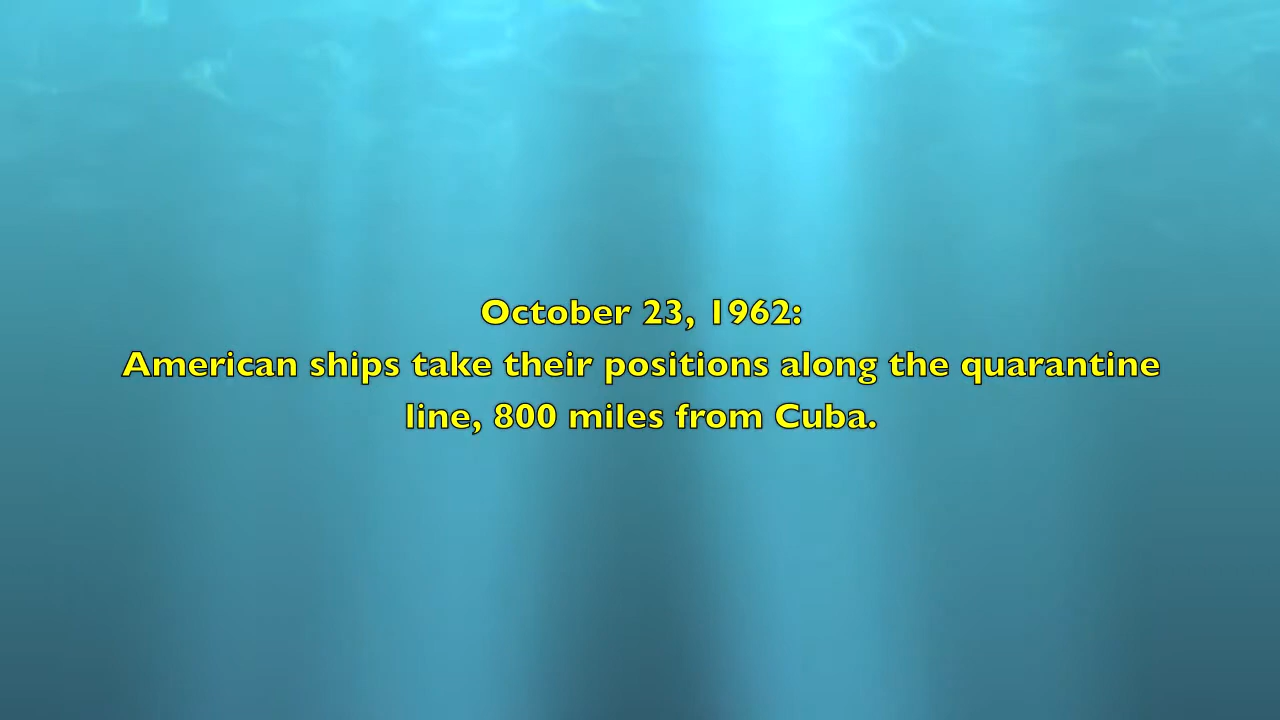 October 23, 1962:
American ships take their positions along the quarantine
line, 800 miles from Cuba.